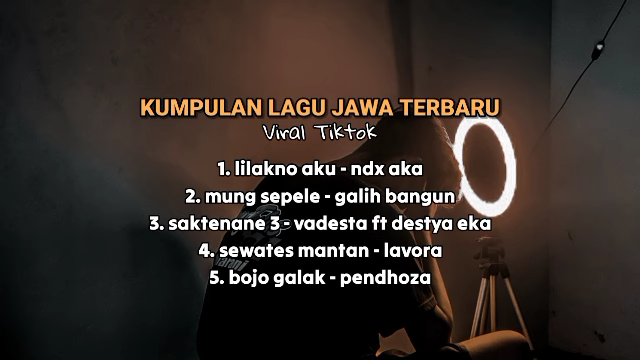 KUMPULAN LAGU JAWA TERBARU
Viral Tiktok
1. lilakno aku - ndx aka
2. mung sepele - galih bangun
3. saktenane 3 - vadesta ft destya eka
4. sewates mantan - lavora
5. bojo galak - pendhoza